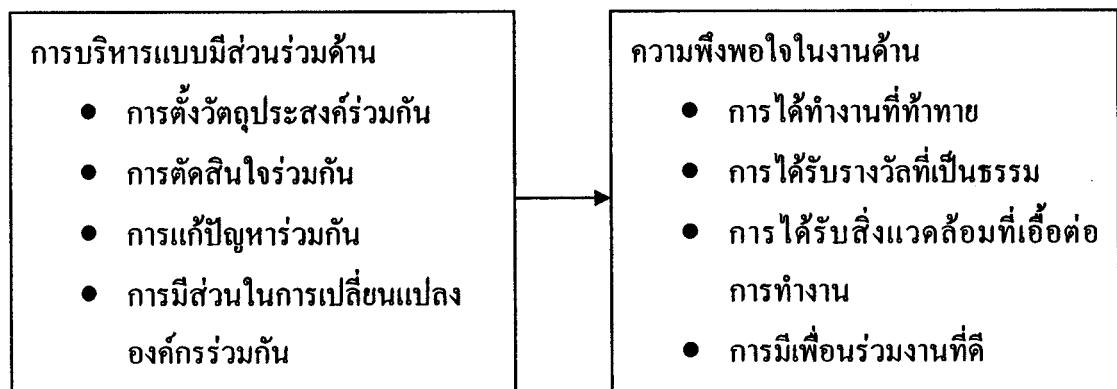 การบริหารแบบมีส่วนร่วมด้าน
● การตั้งวัตถุประสงค์ร่วมกัน
● การตัดสินใจร่วมกัน
● การแก้ปัญหาร่วมกัน
● การมีส่วนในการเปลี่ยนแปลง
องค์กรร่วมกัน
ความพึงพอใจในงานด้าน
● การได้ทำงานที่ท้าทาย
● การได้รับรางวัลที่เป็นธรรม
● การได้รับสิ่งแวดล้อมที่เอื้อต่อ
การทำงาน
● การมีเพื่อนร่วมงานที่ดี